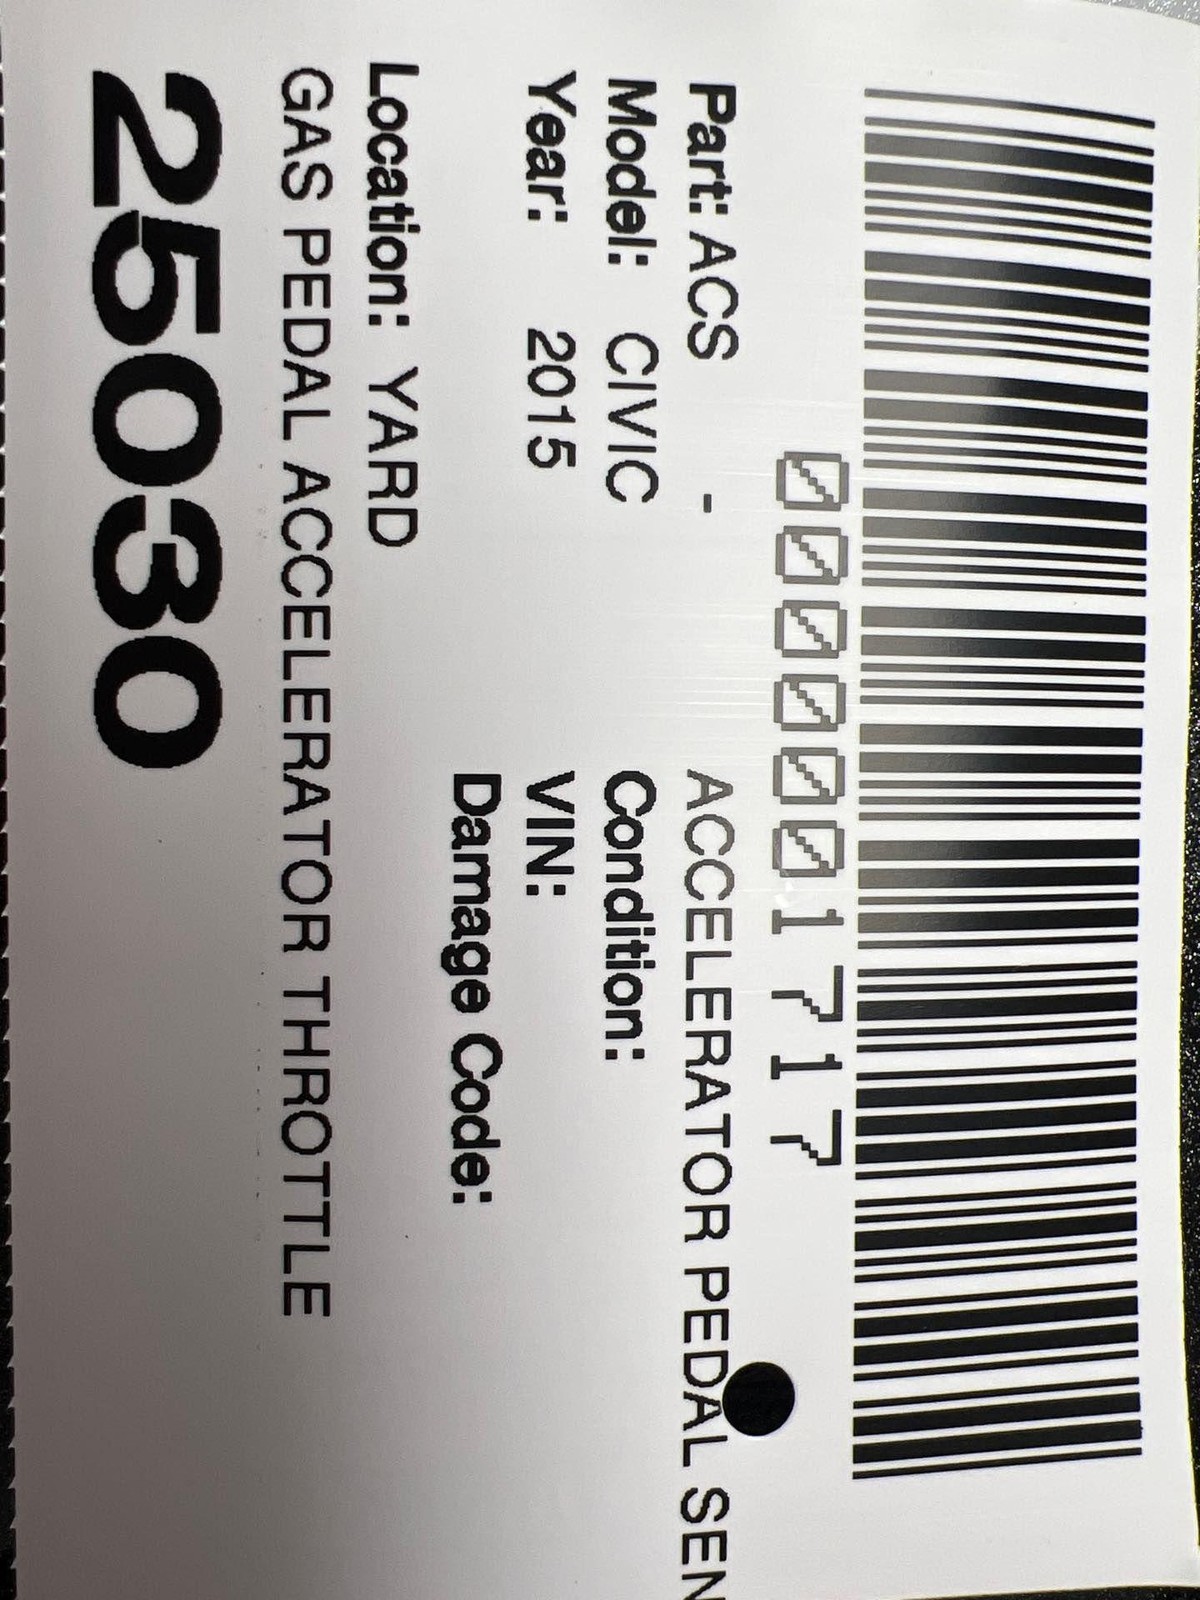 0000001717
Part: ACS - ACCELERATOR PEDAL SEN
Model: CIVIC Condition:
Year: 2015 VIN:
Damage Code:
Location: YARD
GAS PEDAL ACCELERATOR THROTTLE
25030